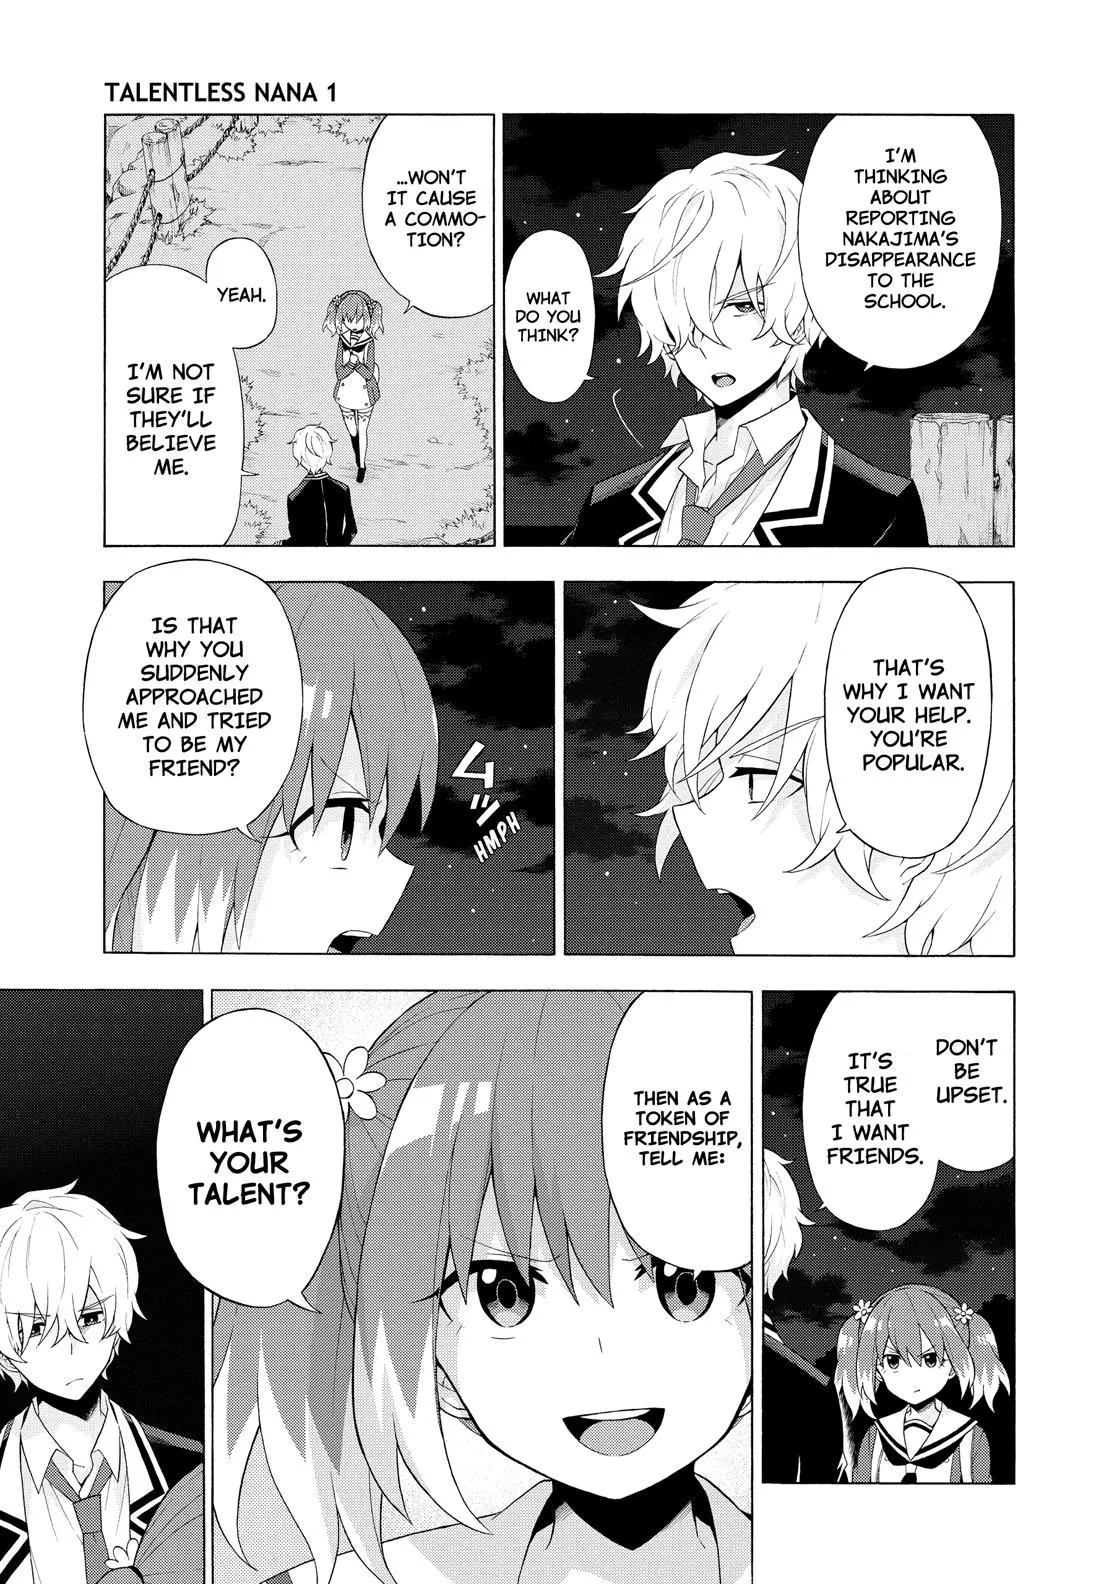 TALENTLESS NANA 1
I'M
THINKING
ABOUT
REPORTING
NAKAJIMA'S
DISAPPEARANCE
TO THE
SCHOOL.
WHAT
DO YOU
THINK?
...WON'T
IT CAUSE
A COMMO-
TION?
YEAH.
I'M NOT
SURE IF
THEY'LL
BELIEVE
ME.
THAT'S
WHY I WANT
YOUR HELP.
YOU'RE
POPULAR.
IS THAT
WHY YOU
SUDDENLY
APPROACHED
ME AND TRIED
TO BE MY
FRIEND?
ムッ
HMPH
DON'T
BE
UPSET.
IT'S
TRUE
THAT
I WANT
FRIENDS.
THEN AS A
TOKEN OF
FRIENDSHIP,
TELL ME:
WHAT'S
YOUR
TALENT?